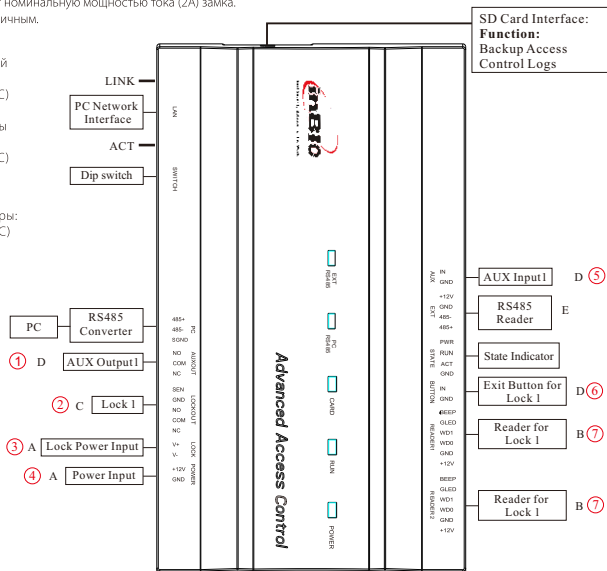 номинальную мощностью тока (2А) замка.
ичным.
й
С)
ы
С)
ры:
С)
SD Card Interface:
Function:
Backup Access
Control Logs
LINK
PC Network
Interface
ACT
Dip switch
LAN
SWITCH
inBIO
EXT
RS485
PC
RS485
CARD
RUN
POWER
Advanced Access Control
PC
RS485
Converter
485+
485-
SGND
PC
① D
AUX Output1
NO
COM
NC
AUXOUT
② C
Lock 1
SEN
GND
NO
COM
NC
LOCKOUT
③ A
Lock Power Input
V+
V-
LOCK
④ A
Power Input
+12V
GND
POWER
AUX
IN
GND
AUX Input1
D ⑤
EXT
+12V
GND
485-
485+
RS485
Reader
E
STATE
PWR
RUN
ACT
GND
State Indicator
BUTTON
IN
GND
Exit Button for
Lock 1
D ⑥
READER1
BEEP
GLED
WD1
WD0
GND
+12V
Reader for
Lock 1
B ⑦
READER2
BEEP
GLED
WD1
WD0
GND
+12V
Reader for
Lock 1
B ⑦